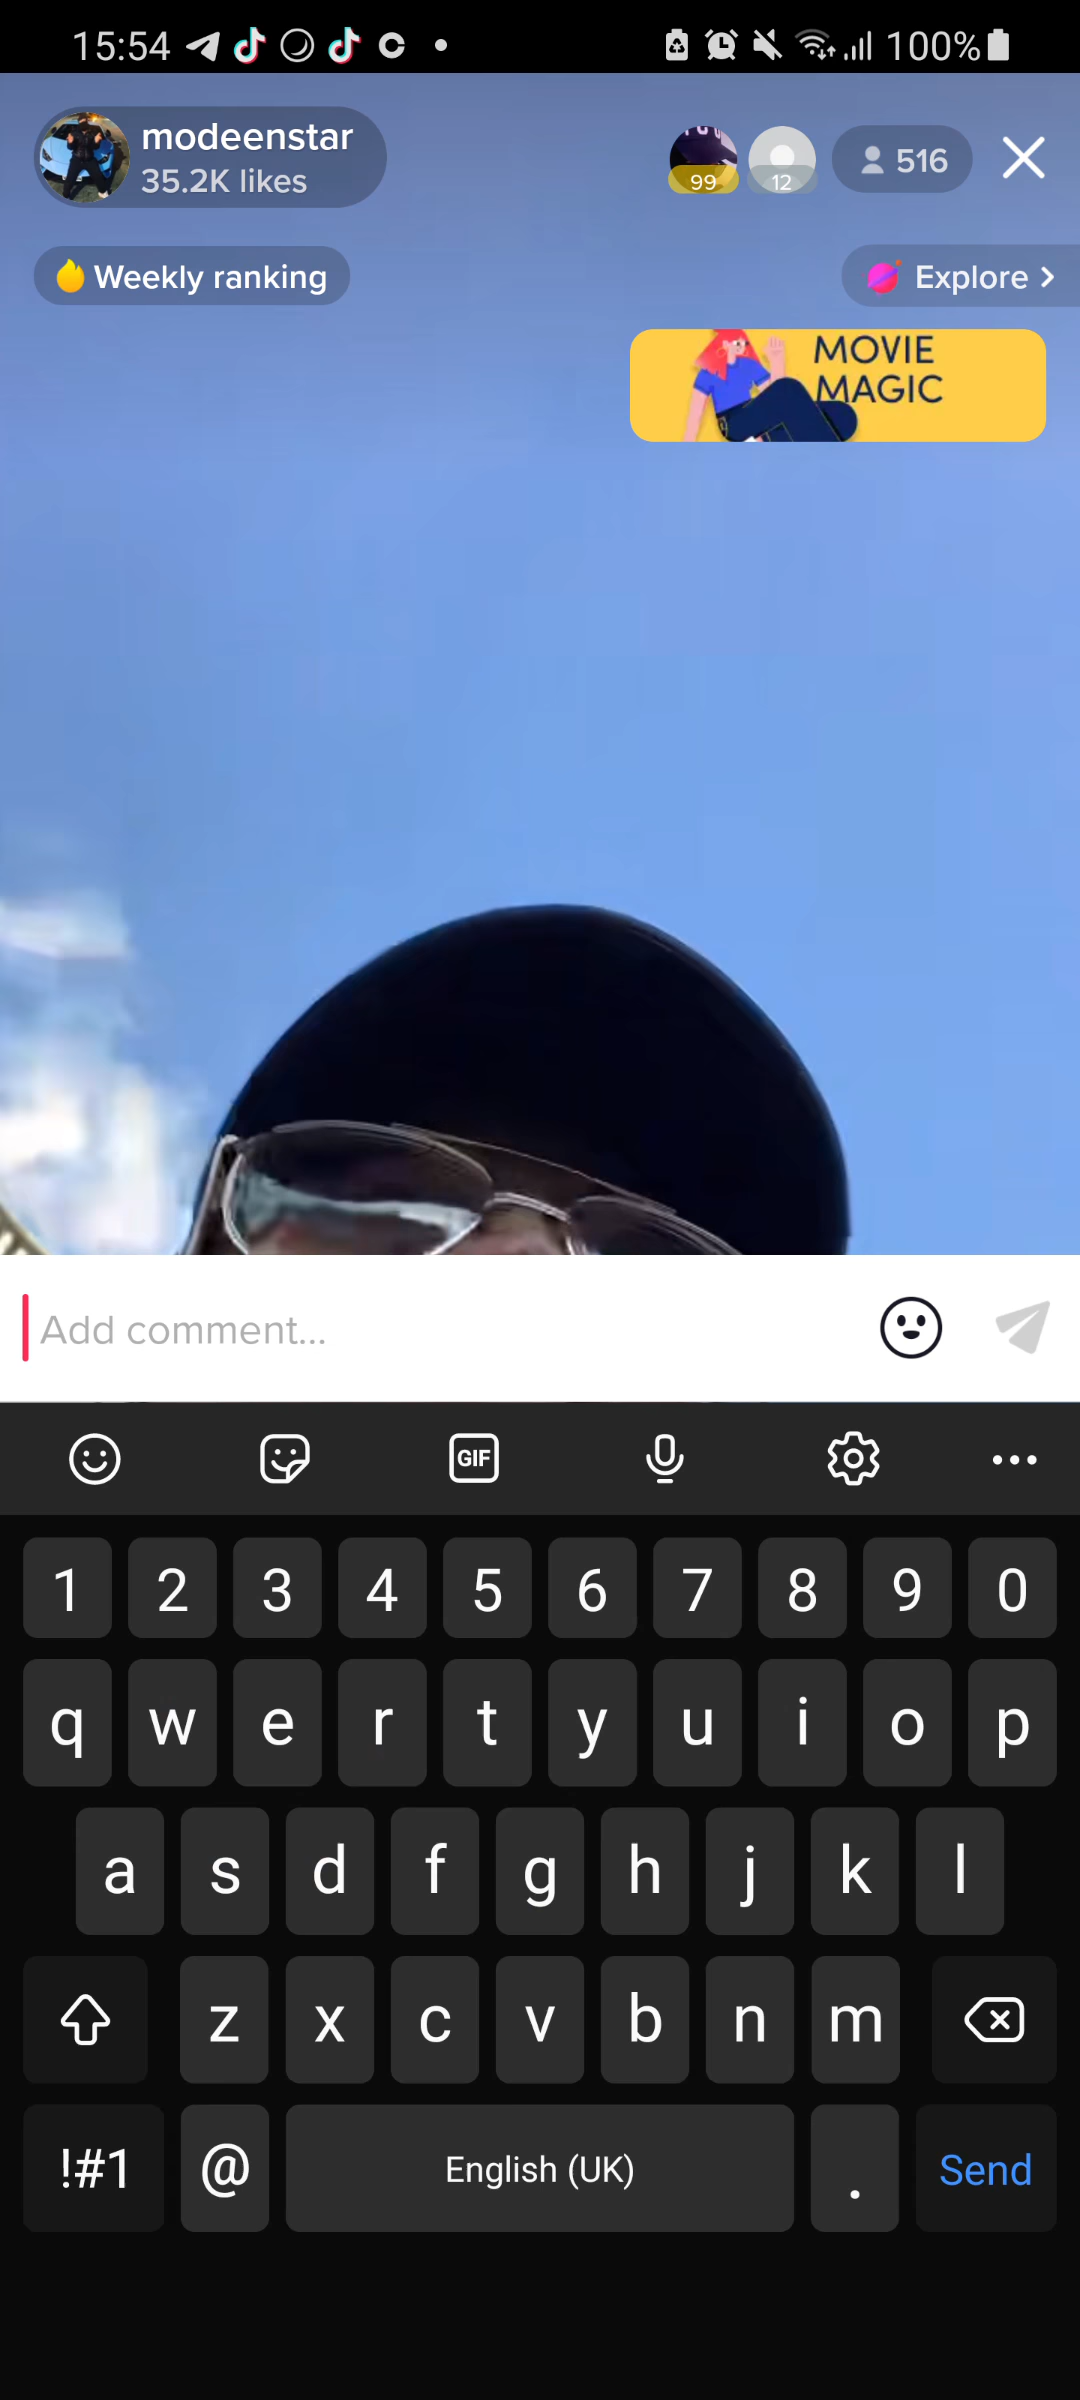 15:54 100%
modeenstar
35.2K likes
99 12 516
Weekly ranking Explore
MOVIE
MAGIC
Add comment...
GIF
1 2 3 4 5 6 7 8 9 0
q w e r t y u i o p
a s d f g h j k l
z x c v b n m
!#1 @ English (UK) . Send